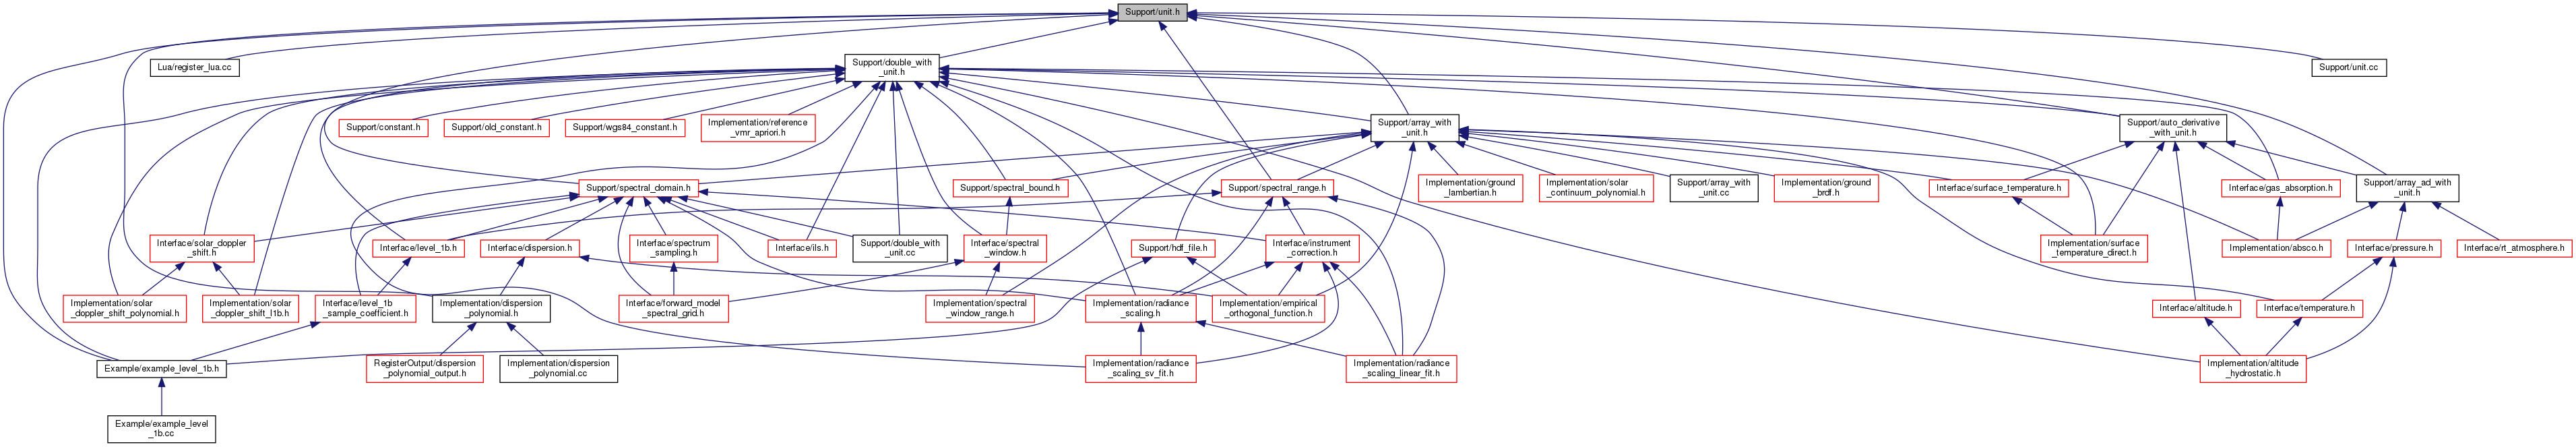 Support/unit.h
Lua/register_lua.cc
Support/double_with
_unit.h
Support/unit.cc
Support/constant.h
Support/old_constant.h
Support/wgs84_constant.h
Implementation/reference
_vmr_apriori.h
Support/array_with
_unit.h
Support/auto_derivative
_with_unit.h
Support/spectral_domain.h
Support/spectral_bound.h
Support/spectral_range.h
Implementation/ground
_lambertian.h
Implementation/solar
_continuum_polynomial.h
Support/array_with
_unit.cc
Implementation/ground
_brdf.h
Interface/surface_temperature.h
Interface/gas_absorption.h
Support/array_ad_with
_unit.h
Interface/solar_doppler
_shift.h
Interface/level_1b.h
Interface/dispersion.h
Interface/spectrum
_sampling.h
Interface/ils.h
Support/double_with
_unit.cc
Interface/spectral
_window.h
Support/hdf_file.h
Interface/instrument
_correction.h
Implementation/surface
_temperature_direct.h
Implementation/absco.h
Interface/pressure.h
Interface/rt_atmosphere.h
Implementation/solar
_doppler_shift_polynomial.h
Implementation/solar
_doppler_shift_l1b.h
Interface/level_1b
_sample_coefficient.h
Implementation/dispersion
_polynomial.h
Interface/forward_model
_spectral_grid.h
Implementation/spectral
_window_range.h
Implementation/radiance
_scaling.h
Implementation/empirical
_orthogonal_function.h
Interface/altitude.h
Interface/temperature.h
Example/example_level_1b.h
RegisterOutput/dispersion
_polynomial_output.h
Implementation/dispersion
_polynomial.cc
Implementation/radiance
_scaling_sv_fit.h
Implementation/radiance
_scaling_linear_fit.h
Implementation/altitude
_hydrostatic.h
Example/example_level
_1b.cc